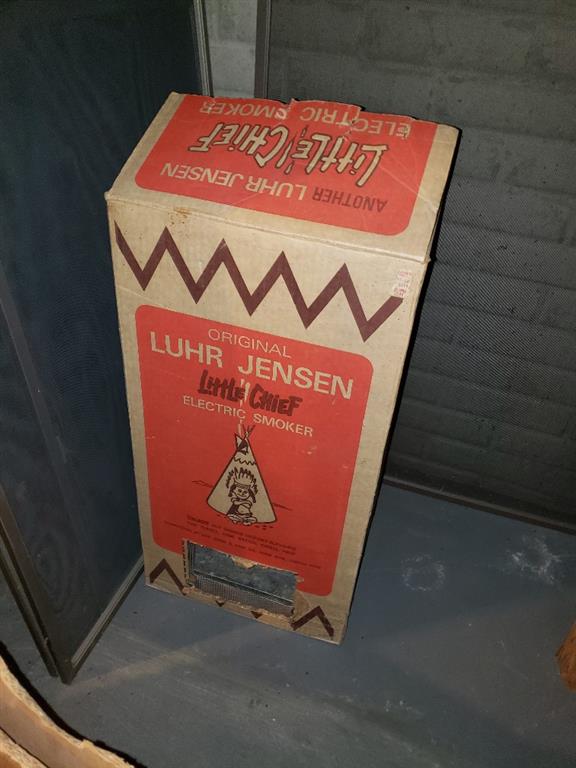 ANOTHER LUHR JENSEN
Little Chief
ELECTRIC SMOKER
ORIGINAL
LUHR JENSEN
Little Chief
ELECTRIC SMOKER